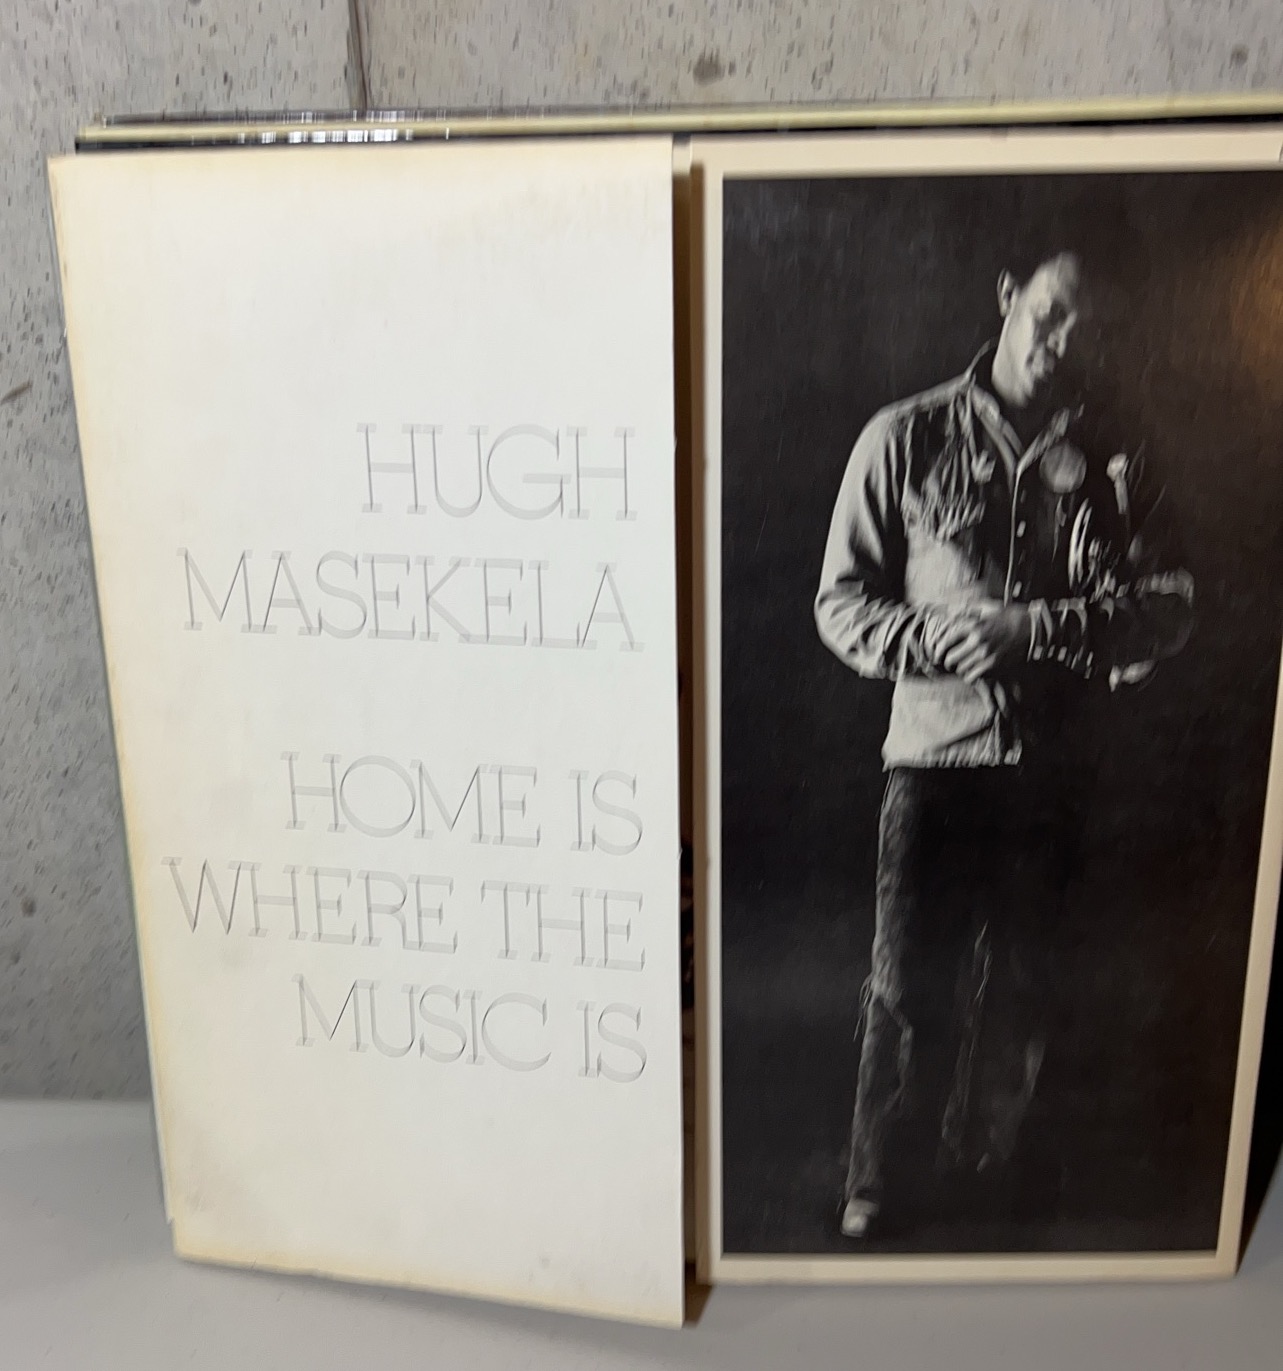 HUGH
MASEKELA
HOME IS
WHERE THE
MUSIC IS